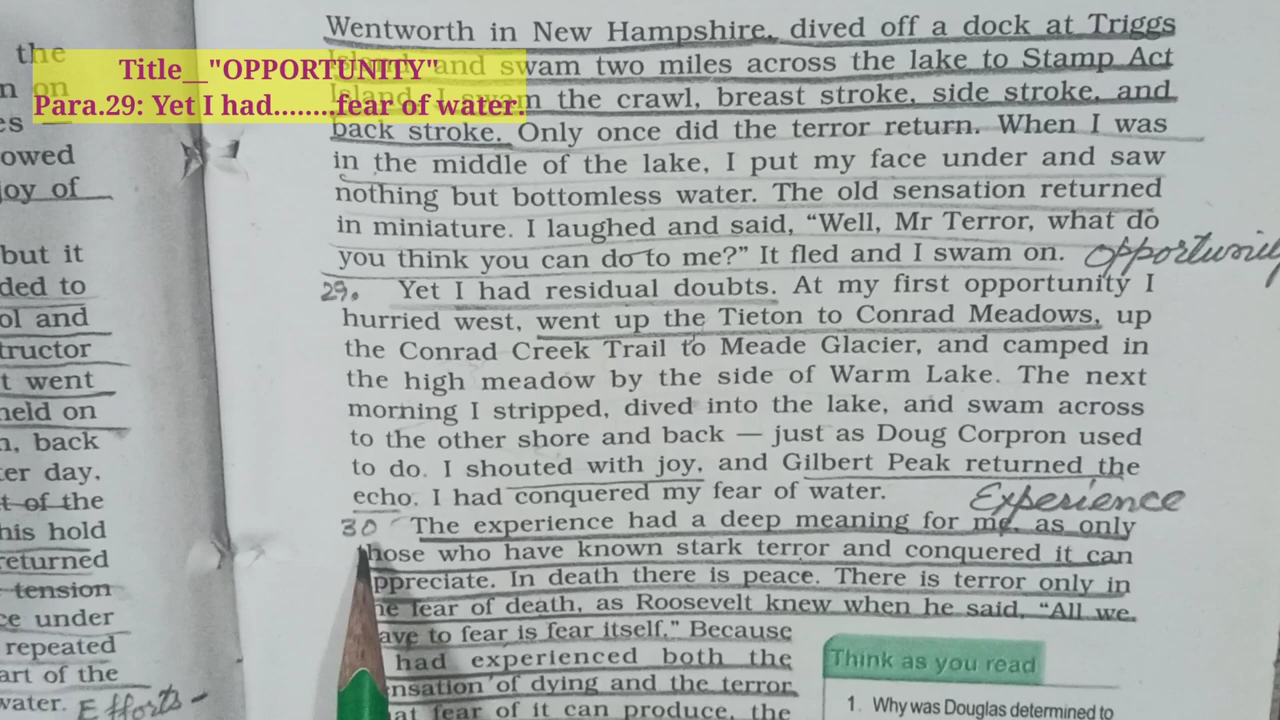 the
n on
es —
owed
joy of
but it
ded to
ol and
tructor
t went
held on
n, back
ter day,
t of the
his hold
returned
tension
ce under
repeated
art of the
water. Efforts -
Title__"OPPORTUNITY"
Para.29: Yet I had........fear of water.
Wentworth in New Hampshire, dived off a dock at Triggs
Island and swam two miles across the lake to Stamp Act
Island. I swam the crawl, breast stroke, side stroke, and
back stroke. Only once did the terror return. When I was
in the middle of the lake, I put my face under and saw
nothing but bottomless water. The old sensation returned
in miniature. I laughed and said, “Well, Mr Terror, what do
you think you can do to me?” It fled and I swam on. Opportunity
29. Yet I had residual doubts. At my first opportunity I
hurried west, went up the Tieton to Conrad Meadows, up
the Conrad Creek Trail to Meade Glacier, and camped in
the high meadow by the side of Warm Lake. The next
morning I stripped, dived into the lake, and swam across
to the other shore and back — just as Doug Corpron used
to do. I shouted with joy, and Gilbert Peak returned the
echo. I had conquered my fear of water. Experience
30 The experience had a deep meaning for me, as only
those who have known stark terror and conquered it can
ppreciate. In death there is peace. There is terror only in
he fear of death, as Roosevelt knew when he said, “All we
ave to fear is fear itself.” Because
had experienced both the
ensation of dying and the terror
hat fear of it can produce, the
Think as you read
1. Why was Douglas determined to